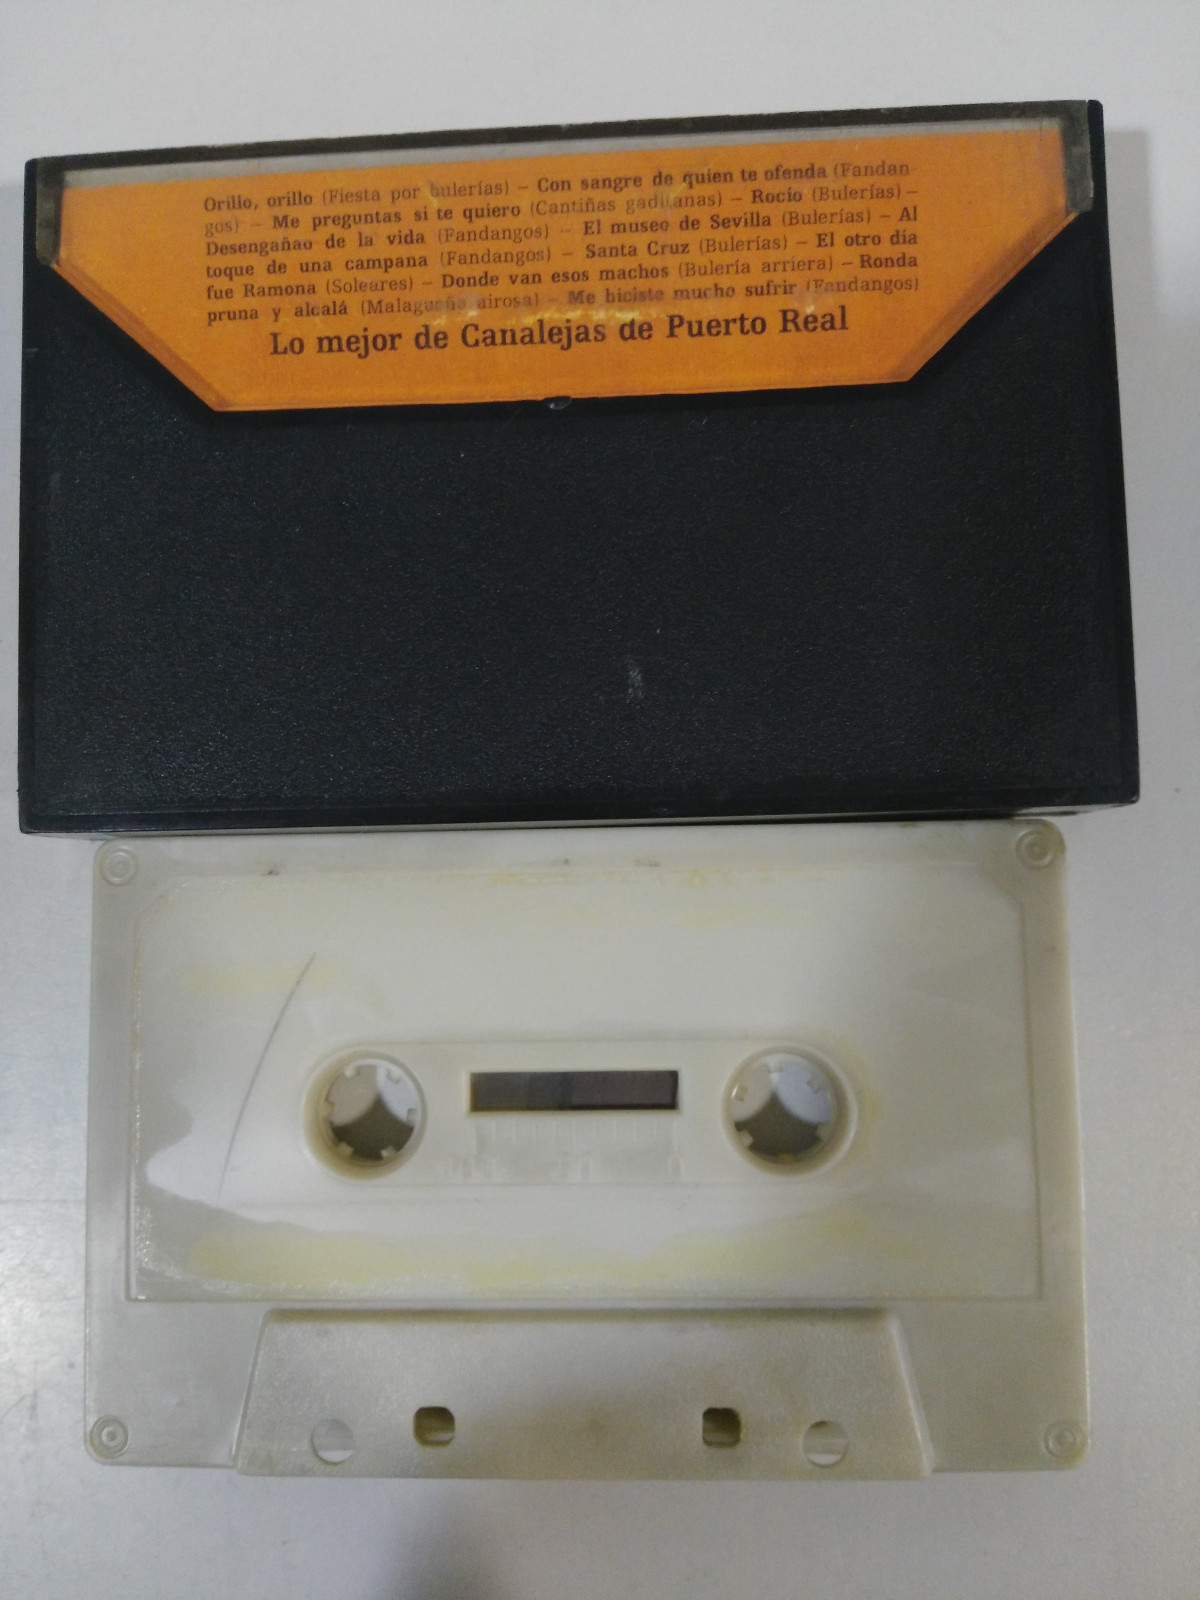 Orillo, orillo (Fiesta por bulerías) – Con sangre de quien te ofenda (Fandan-
gos) – Me preguntas si te quiero (Cantiñas gaditanas) – Rocío (Bulerías) –
Desengañao de la vida (Fandangos) – El museo de Sevilla (Bulerías) – Al
toque de una campana (Fandangos) – Santa Cruz (Bulerías) – El otro día
fue Ramona (Soleares) – Donde van esos machos (Bulería arriera) – Ronda
pruna y alcalá (Malagueña airosa) – Me hiciste mucho sufrir (Fandangos)
Lo mejor de Canalejas de Puerto Real